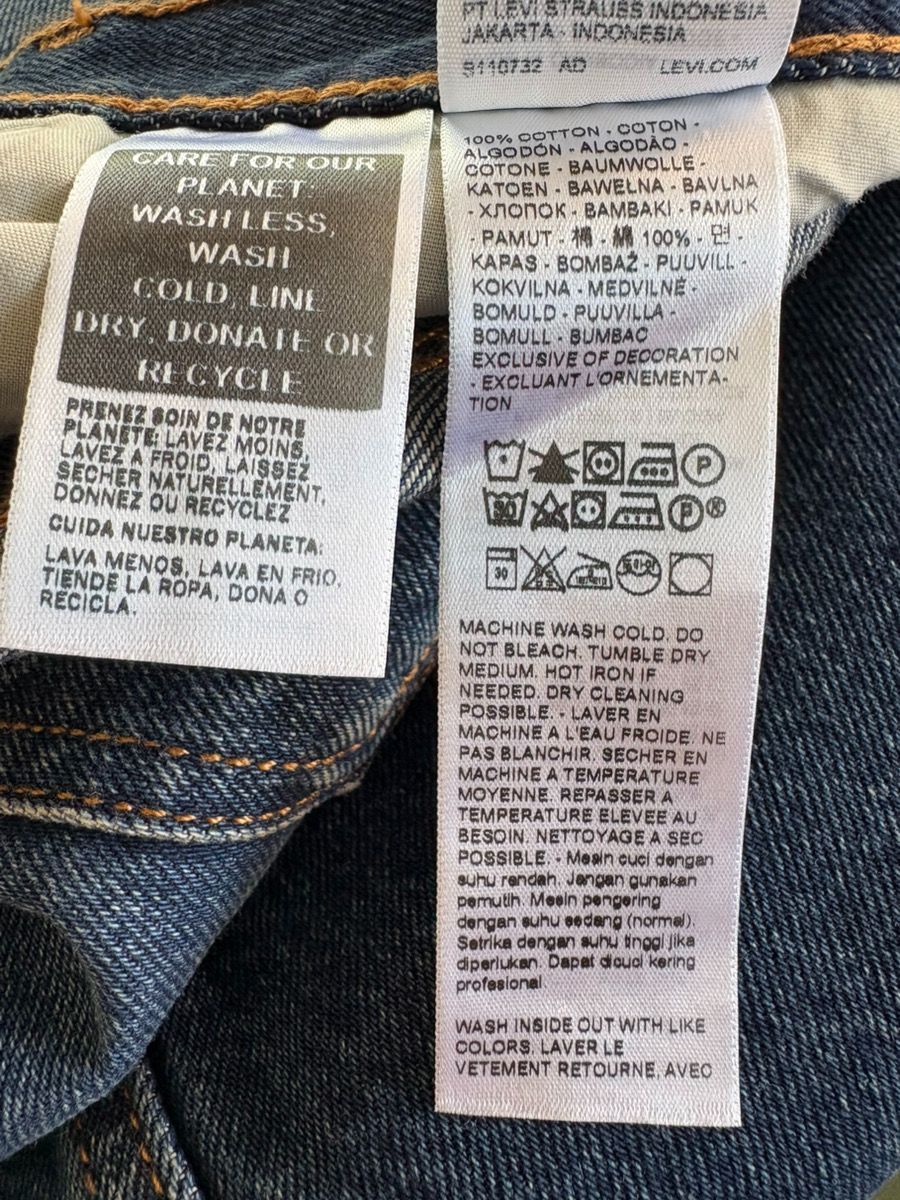 PT LEVI STRAUSS INDONESIA
JAKARTA - INDONESIA
9110732 AD LEVI.COM
CARE FOR OUR
PLANET:
WASH LESS,
WASH
COLD, LINE
DRY, DONATE OR
RECYCLE
PRENEZ SOIN DE NOTRE
PLANETE: LAVEZ MOINS,
LAVEZ A FROID, LAISSEZ
SECHER NATURELLEMENT,
DONNEZ OU RECYCLEZ
CUIDA NUESTRO PLANETA:
LAVA MENOS, LAVA EN FRIO,
TIENDE LA ROPA, DONA O
RECICLA.
100% COTTON - COTON -
ALGODÓN - ALGODÃO -
COTONE - BAUMWOLLE -
KATOEN - BAWEŁNA - BAVLNA
- ХЛОПОК - BAMBAKI - PAMUK
- PAMUT - 棉 - 綿 100% - 면 -
KAPAS - BOMBAŽ - PUUVILL -
KOKVILNA - MEDVILNĖ -
BOMULD - PUUVILLA -
BOMULL - BUMBAC
EXCLUSIVE OF DECORATION
- EXCLUANT L'ORNEMENTA-
TION
P
30 P ®
30
MACHINE WASH COLD. DO
NOT BLEACH. TUMBLE DRY
MEDIUM. HOT IRON IF
NEEDED. DRY CLEANING
POSSIBLE. - LAVER EN
MACHINE A L'EAU FROIDE. NE
PAS BLANCHIR. SECHER EN
MACHINE A TEMPERATURE
MOYENNE. REPASSER A
TEMPERATURE ELEVEE AU
BESOIN. NETTOYAGE A SEC
POSSIBLE. - Mesin cuci dengan
suhu rendah. Jangan gunakan
pemutih. Mesin pengering
dengan suhu sedang (normal).
Setrika dengan suhu tinggi jika
diperlukan. Dapat dicuci kering
profesional.
WASH INSIDE OUT WITH LIKE
COLORS. LAVER LE
VETEMENT RETOURNE, AVEC